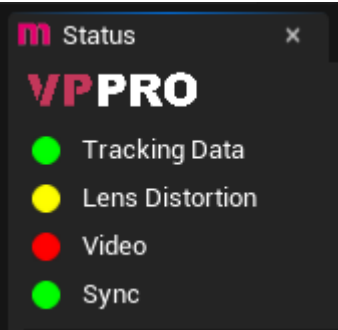 m Status ×
VPPRO
Tracking Data
Lens Distortion
Video
Sync